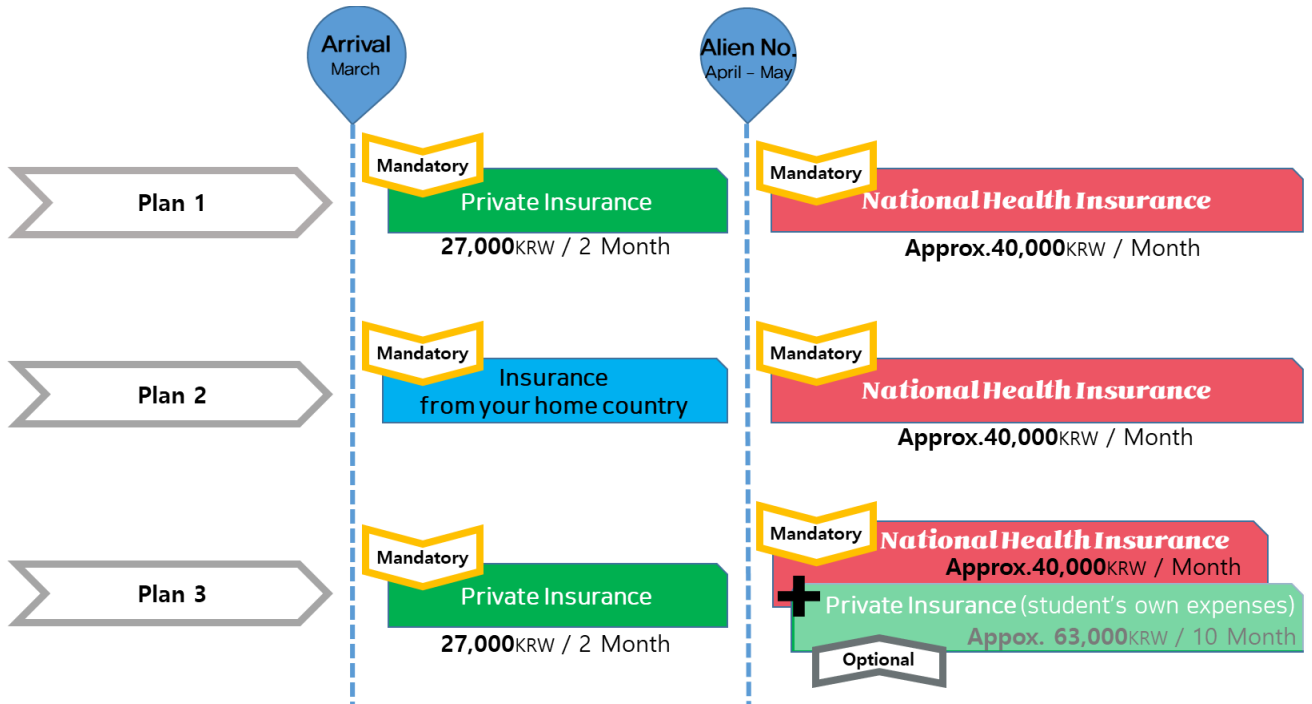 Arrival
March
Alien No.
April – May
Plan 1
Mandatory
Private Insurance
27,000KRW / 2 Month
Mandatory
National Health Insurance
Approx.40,000KRW / Month
Plan 2
Mandatory
Insurance
from your home country
Mandatory
National Health Insurance
Approx.40,000KRW / Month
Plan 3
Mandatory
Private Insurance
27,000KRW / 2 Month
Mandatory
National Health Insurance
Approx.40,000KRW / Month
+
Private Insurance (student's own expenses)
Appox. 63,000KRW / 10 Month
Optional